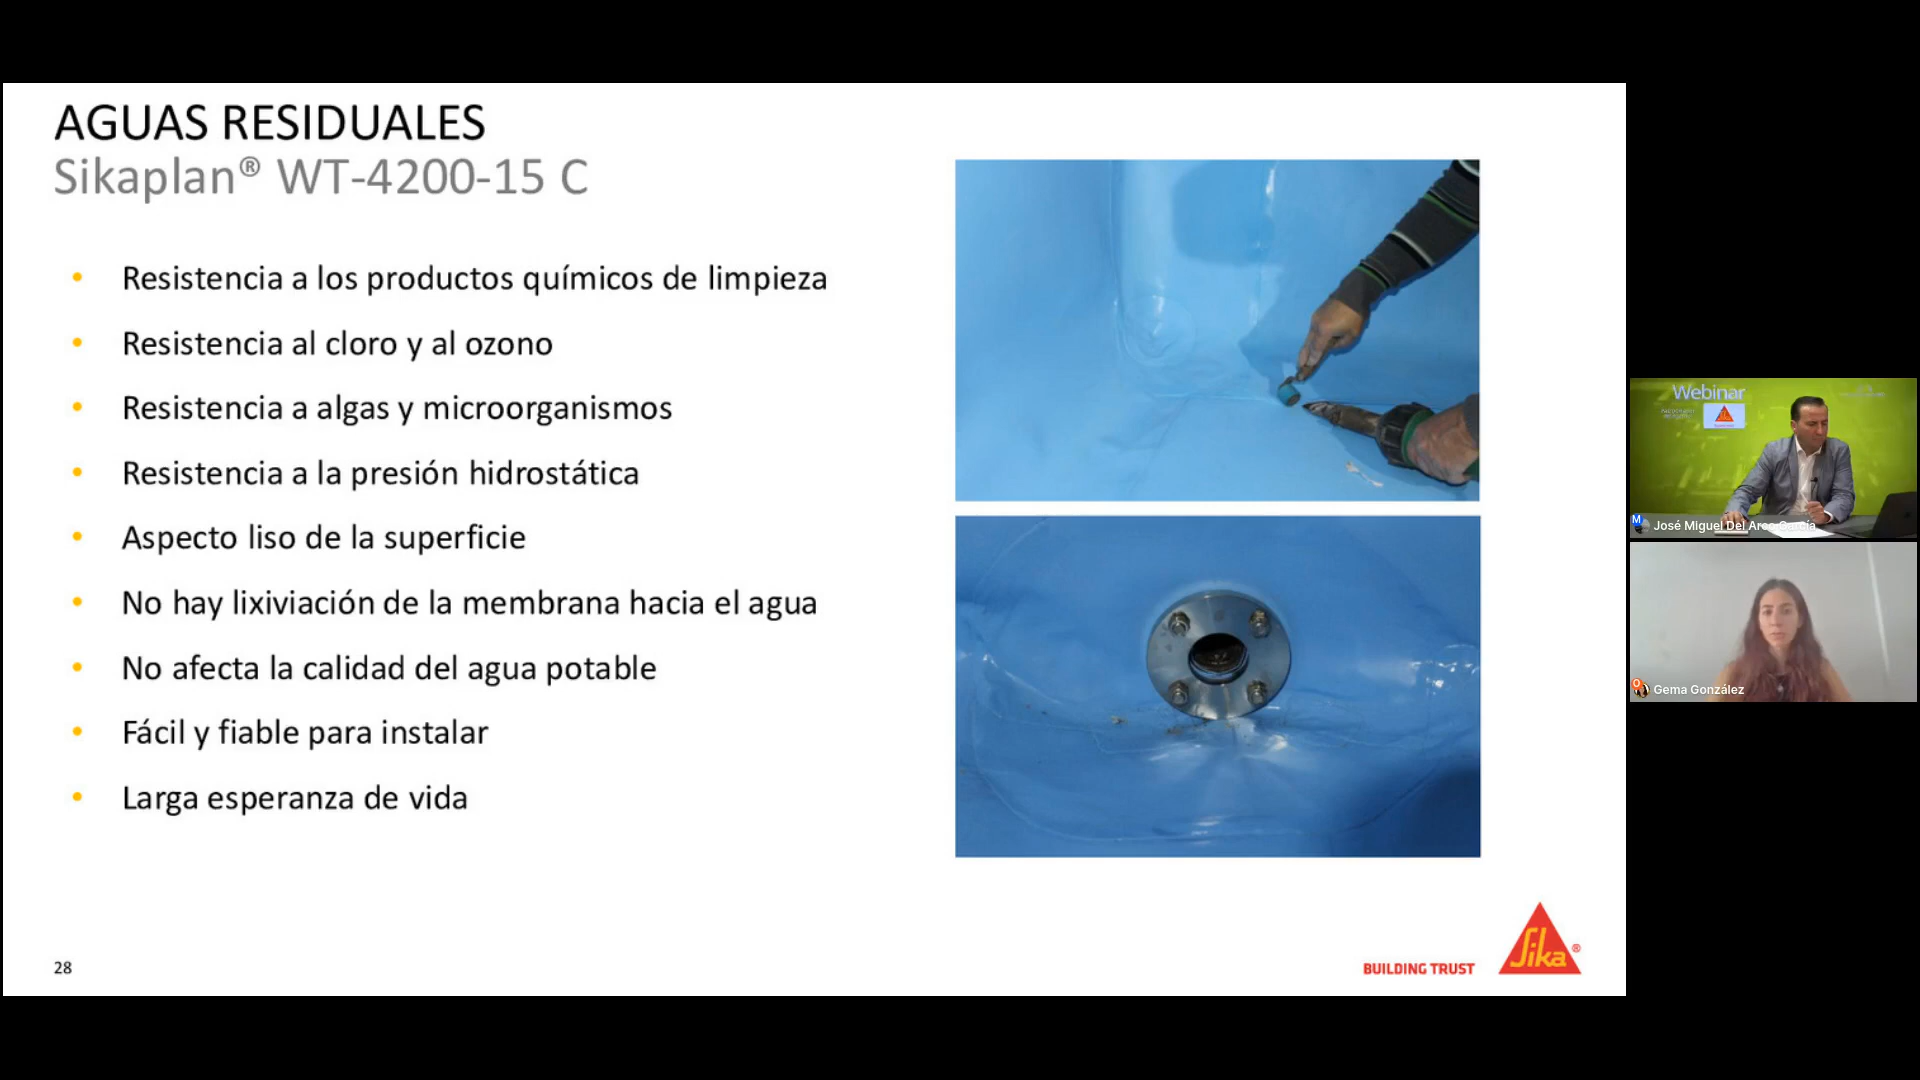 AGUAS RESIDUALES
Sikaplan® WT-4200-15 C
• Resistencia a los productos químicos de limpieza
• Resistencia al cloro y al ozono
• Resistencia a algas y microorganismos
• Resistencia a la presión hidrostática
• Aspecto liso de la superficie
• No hay lixiviación de la membrana hacia el agua
• No afecta la calidad del agua potable
• Fácil y fiable para instalar
• Larga esperanza de vida
28
BUILDING TRUST
Sika®
Webinar
M
José Miguel Del Arco García
O
Gema González